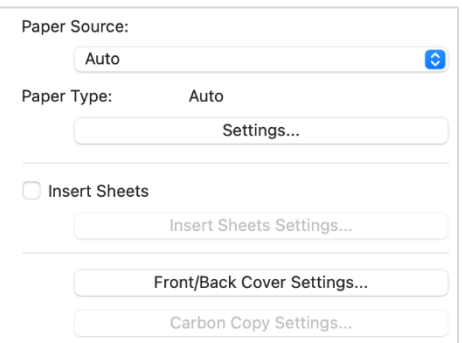 Paper Source:
Auto
Paper Type: Auto
Settings...
Insert Sheets
Insert Sheets Settings...
Front/Back Cover Settings...
Carbon Copy Settings...